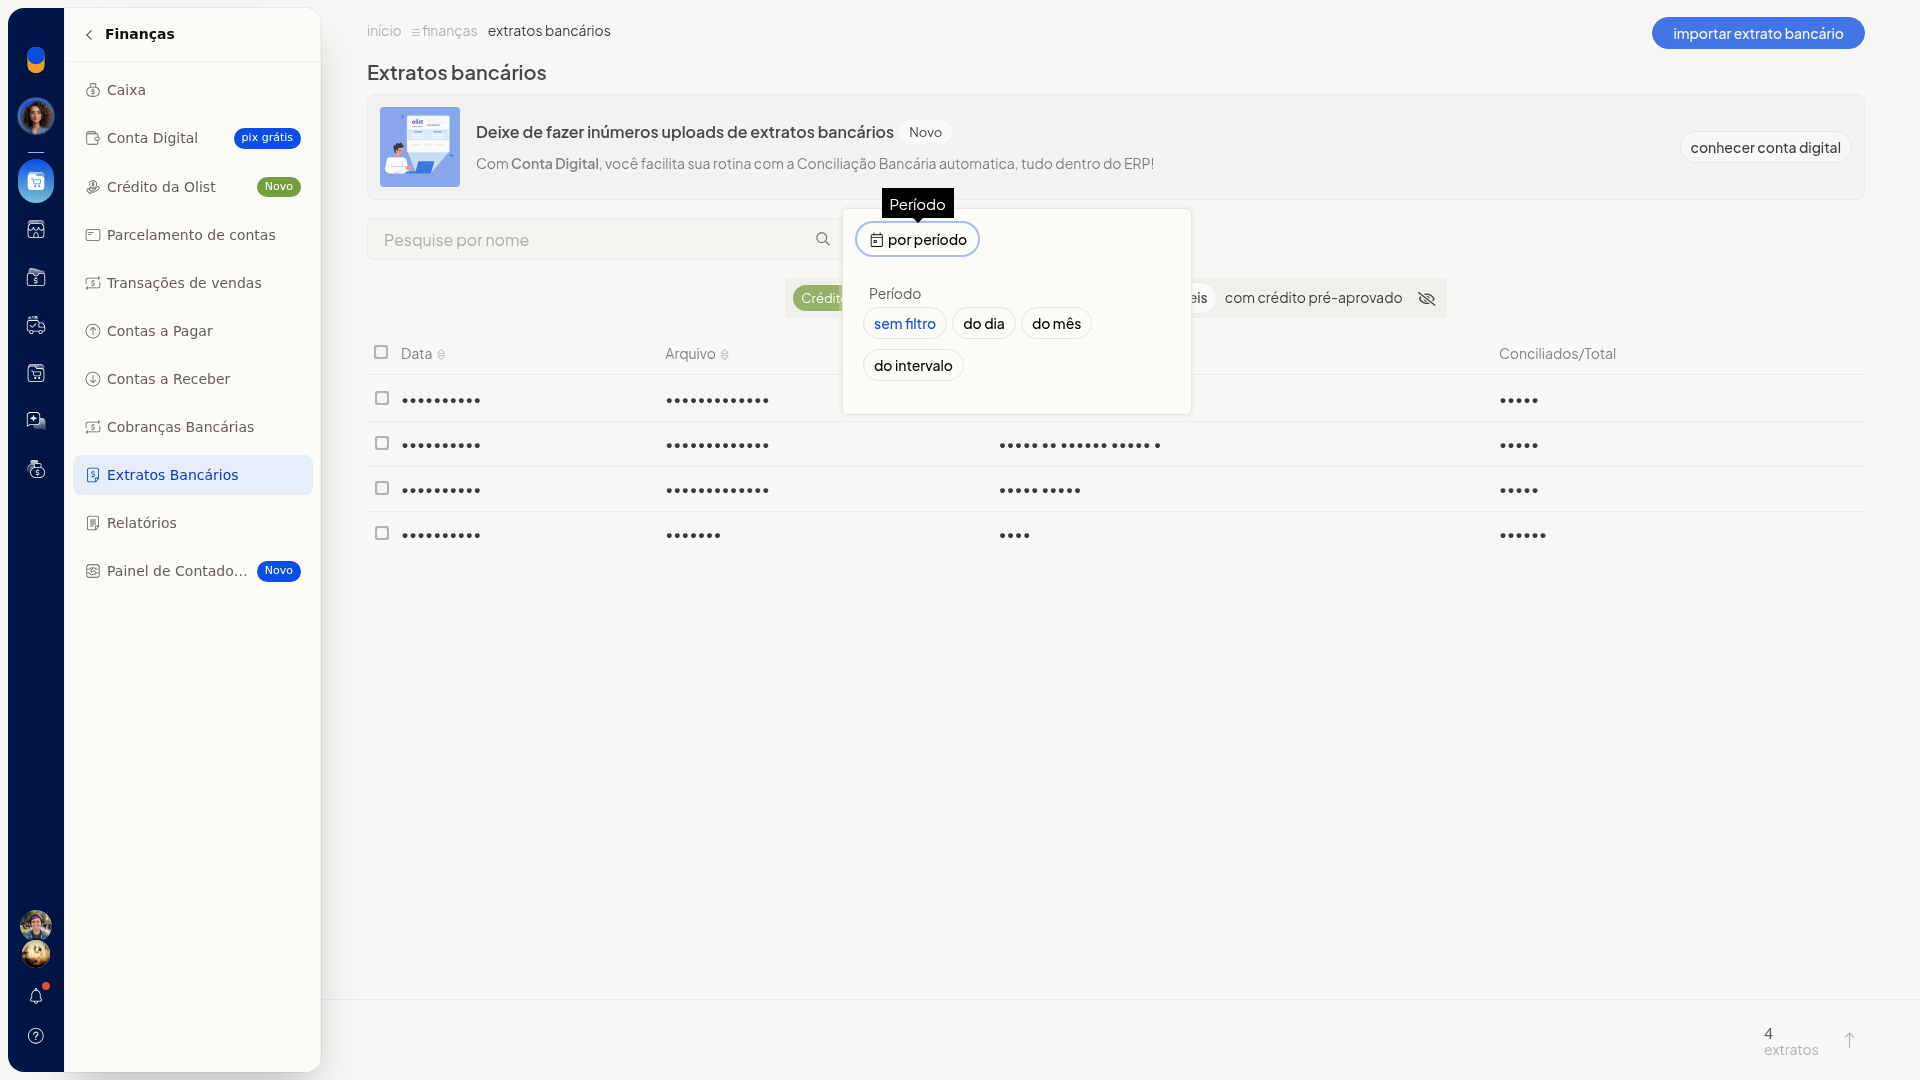 Finanças
Caixa
Conta Digital
pix grátis
Crédito da Olist
Novo
Parcelamento de contas
Transações de vendas
Contas a Pagar
Contas a Receber
Cobranças Bancárias
Extratos Bancários
Relatórios
Painel de Contado...
Novo
início
finanças
extratos bancários
importar extrato bancário
Extratos bancários
olist
Deixe de fazer inúmeros uploads de extratos bancários
Novo
Com Conta Digital, você facilita sua rotina com a Conciliação Bancária automatica, tudo dentro do ERP!
conhecer conta digital
Período
Pesquise por nome
por período
Período
sem filtro
do dia
do mês
do intervalo
com crédito pré-aprovado
Data
Arquivo
Conciliados/Total
4
extratos